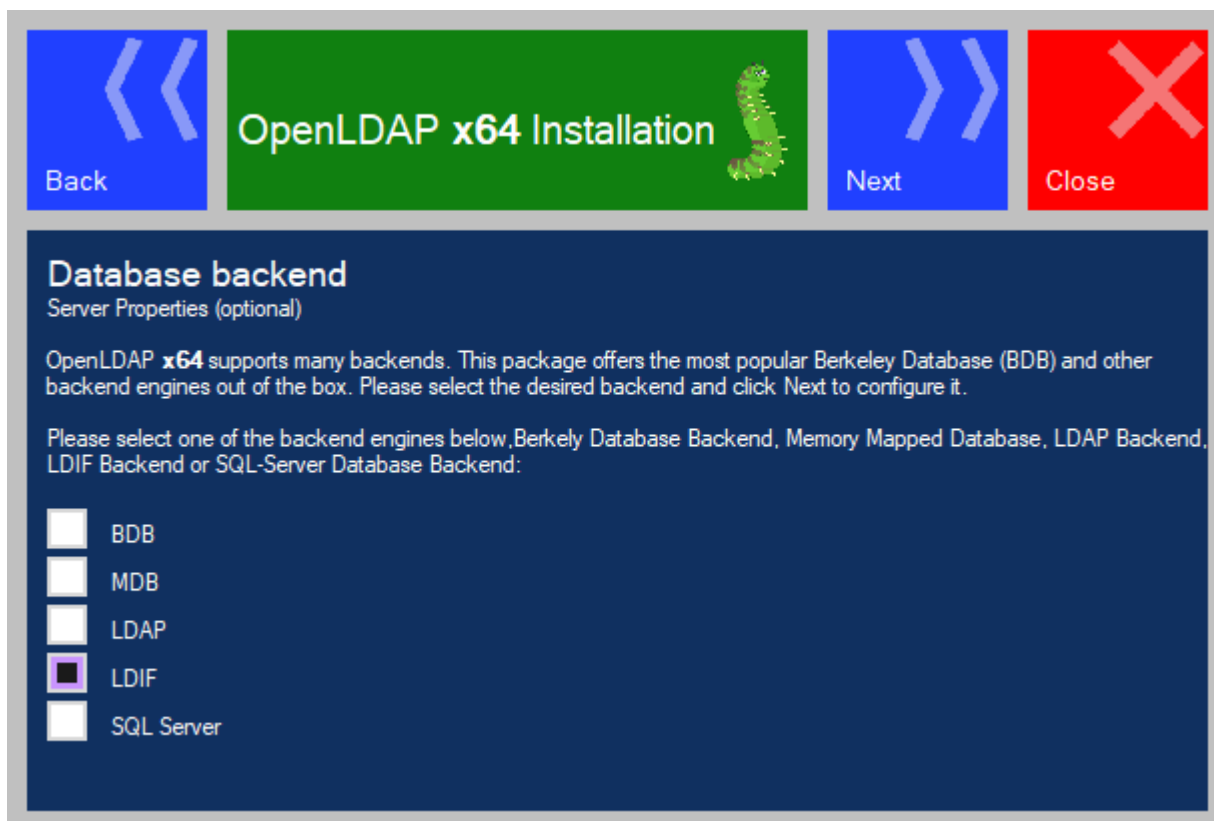 Back
OpenLDAP x64 Installation
Next
Close
Database backend
Server Properties (optional)
OpenLDAP x64 supports many backends. This package offers the most popular Berkeley Database (BDB) and other
backend engines out of the box. Please select the desired backend and click Next to configure it.
Please select one of the backend engines below,Berkely Database Backend, Memory Mapped Database, LDAP Backend,
LDIF Backend or SQL-Server Database Backend:
BDB
MDB
LDAP
LDIF
SQL Server